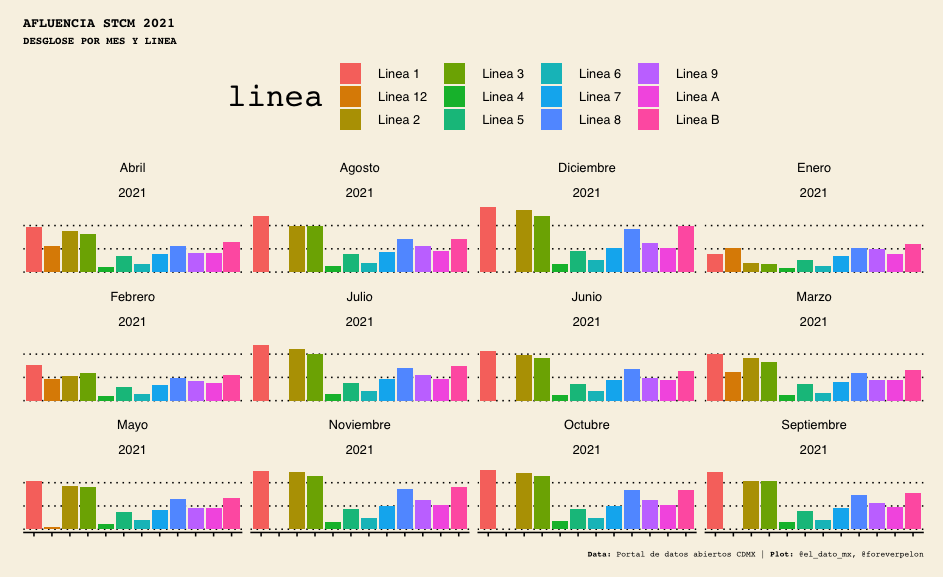 AFLUENCIA STCM 2021
DESGLOSE POR MES Y LINEA
linea
Linea 1 Linea 3 Linea 6 Linea 9
Linea 12 Linea 4 Linea 7 Linea A
Linea 2 Linea 5 Linea 8 Linea B
Abril Agosto Diciembre Enero
2021 2021 2021 2021
Febrero Julio Junio Marzo
2021 2021 2021 2021
Mayo Noviembre Octubre Septiembre
2021 2021 2021 2021
Data: Portal de datos abiertos CDMX | Plot: @el_dato_mx, @foreverpelon